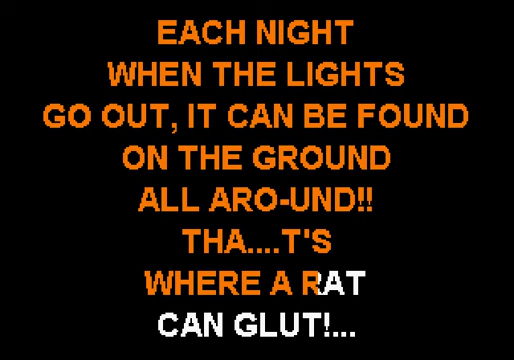 EACH NIGHT
WHEN THE LIGHTS
GO OUT, IT CAN BE FOUND
ON THE GROUND
ALL ARO-UND!!
THA....T'S
WHERE A RAT
CAN GLUT!...